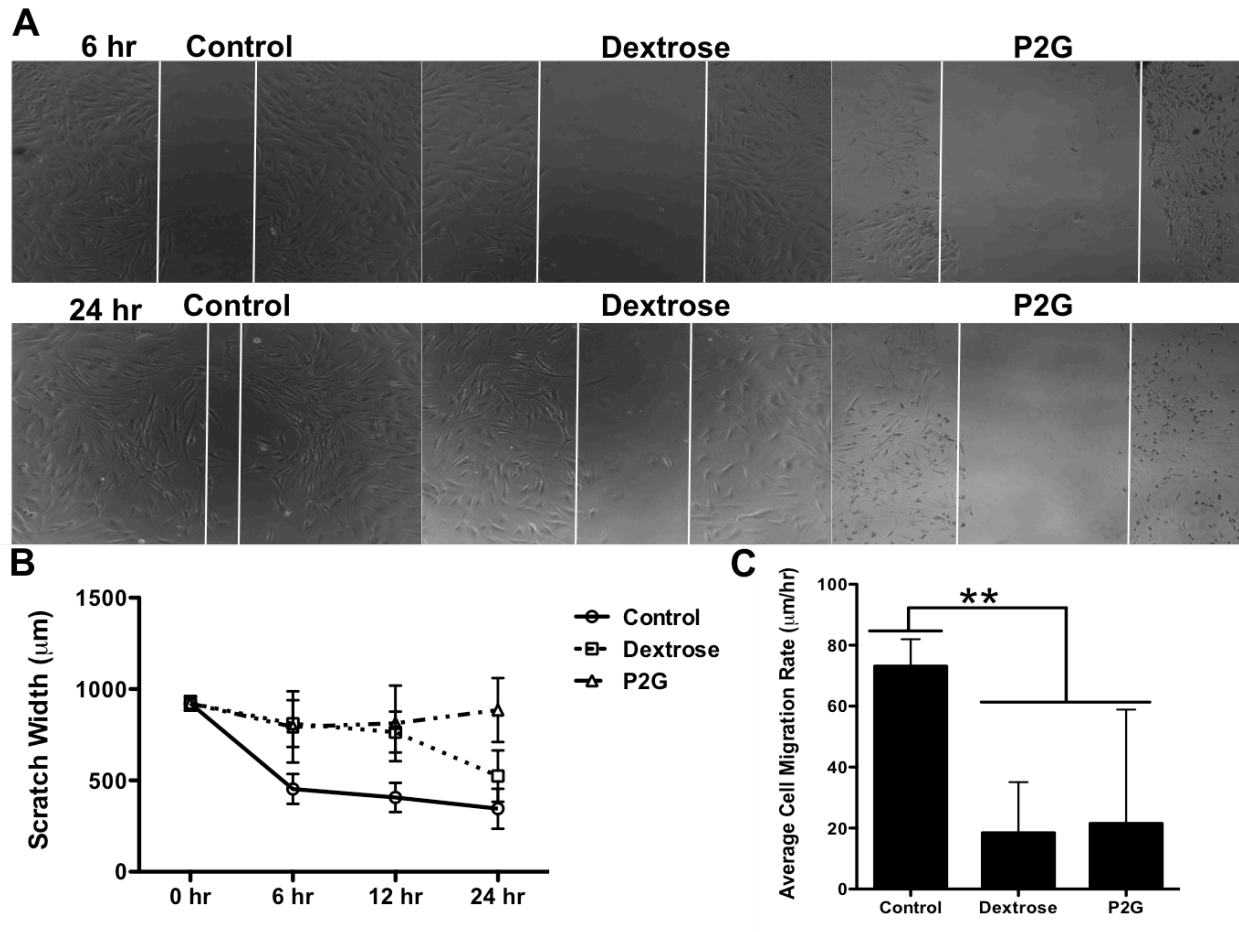 A
6 hr Control Dextrose P2G
24 hr Control Dextrose P2G
B
1500
1000
500
0
Scratch Width (μm)
0 hr 6 hr 12 hr 24 hr
Control
Dextrose
P2G
C
100
80
60
40
20
0
Average Cell Migration Rate (μm/hr)
**
Control Dextrose P2G